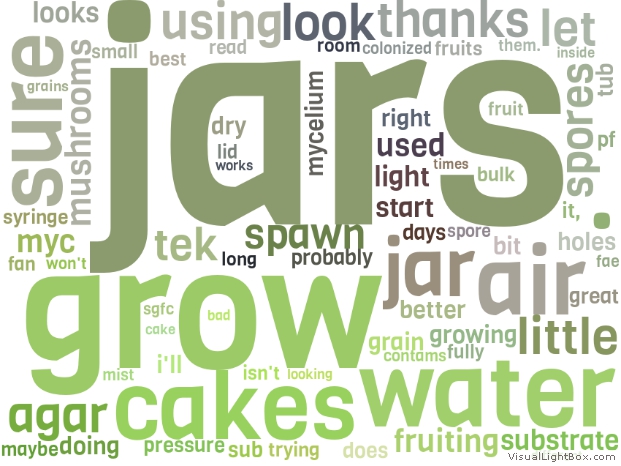 looks
using
look
thanks
let
small
best
read
room
colonized
fruits
them.
inside
sure
grains
mushrooms
jars.
dry
lid
works
mycelium
right
used
light
times
start
fruit
bulk
spores
tub
pf
it,
syringe
myc
fan
won't
tek
spawn
long
probably
days
spore
jar
air
bit
holes
fae
great
better
grow
sgfc
cake
bad
grain
contams
growing
fully
little
mist
i'll
isn't
looking
cakes
water
agar
maybe
doing
pressure
sub
trying
does
fruiting
substrate
VisualLightBox.com